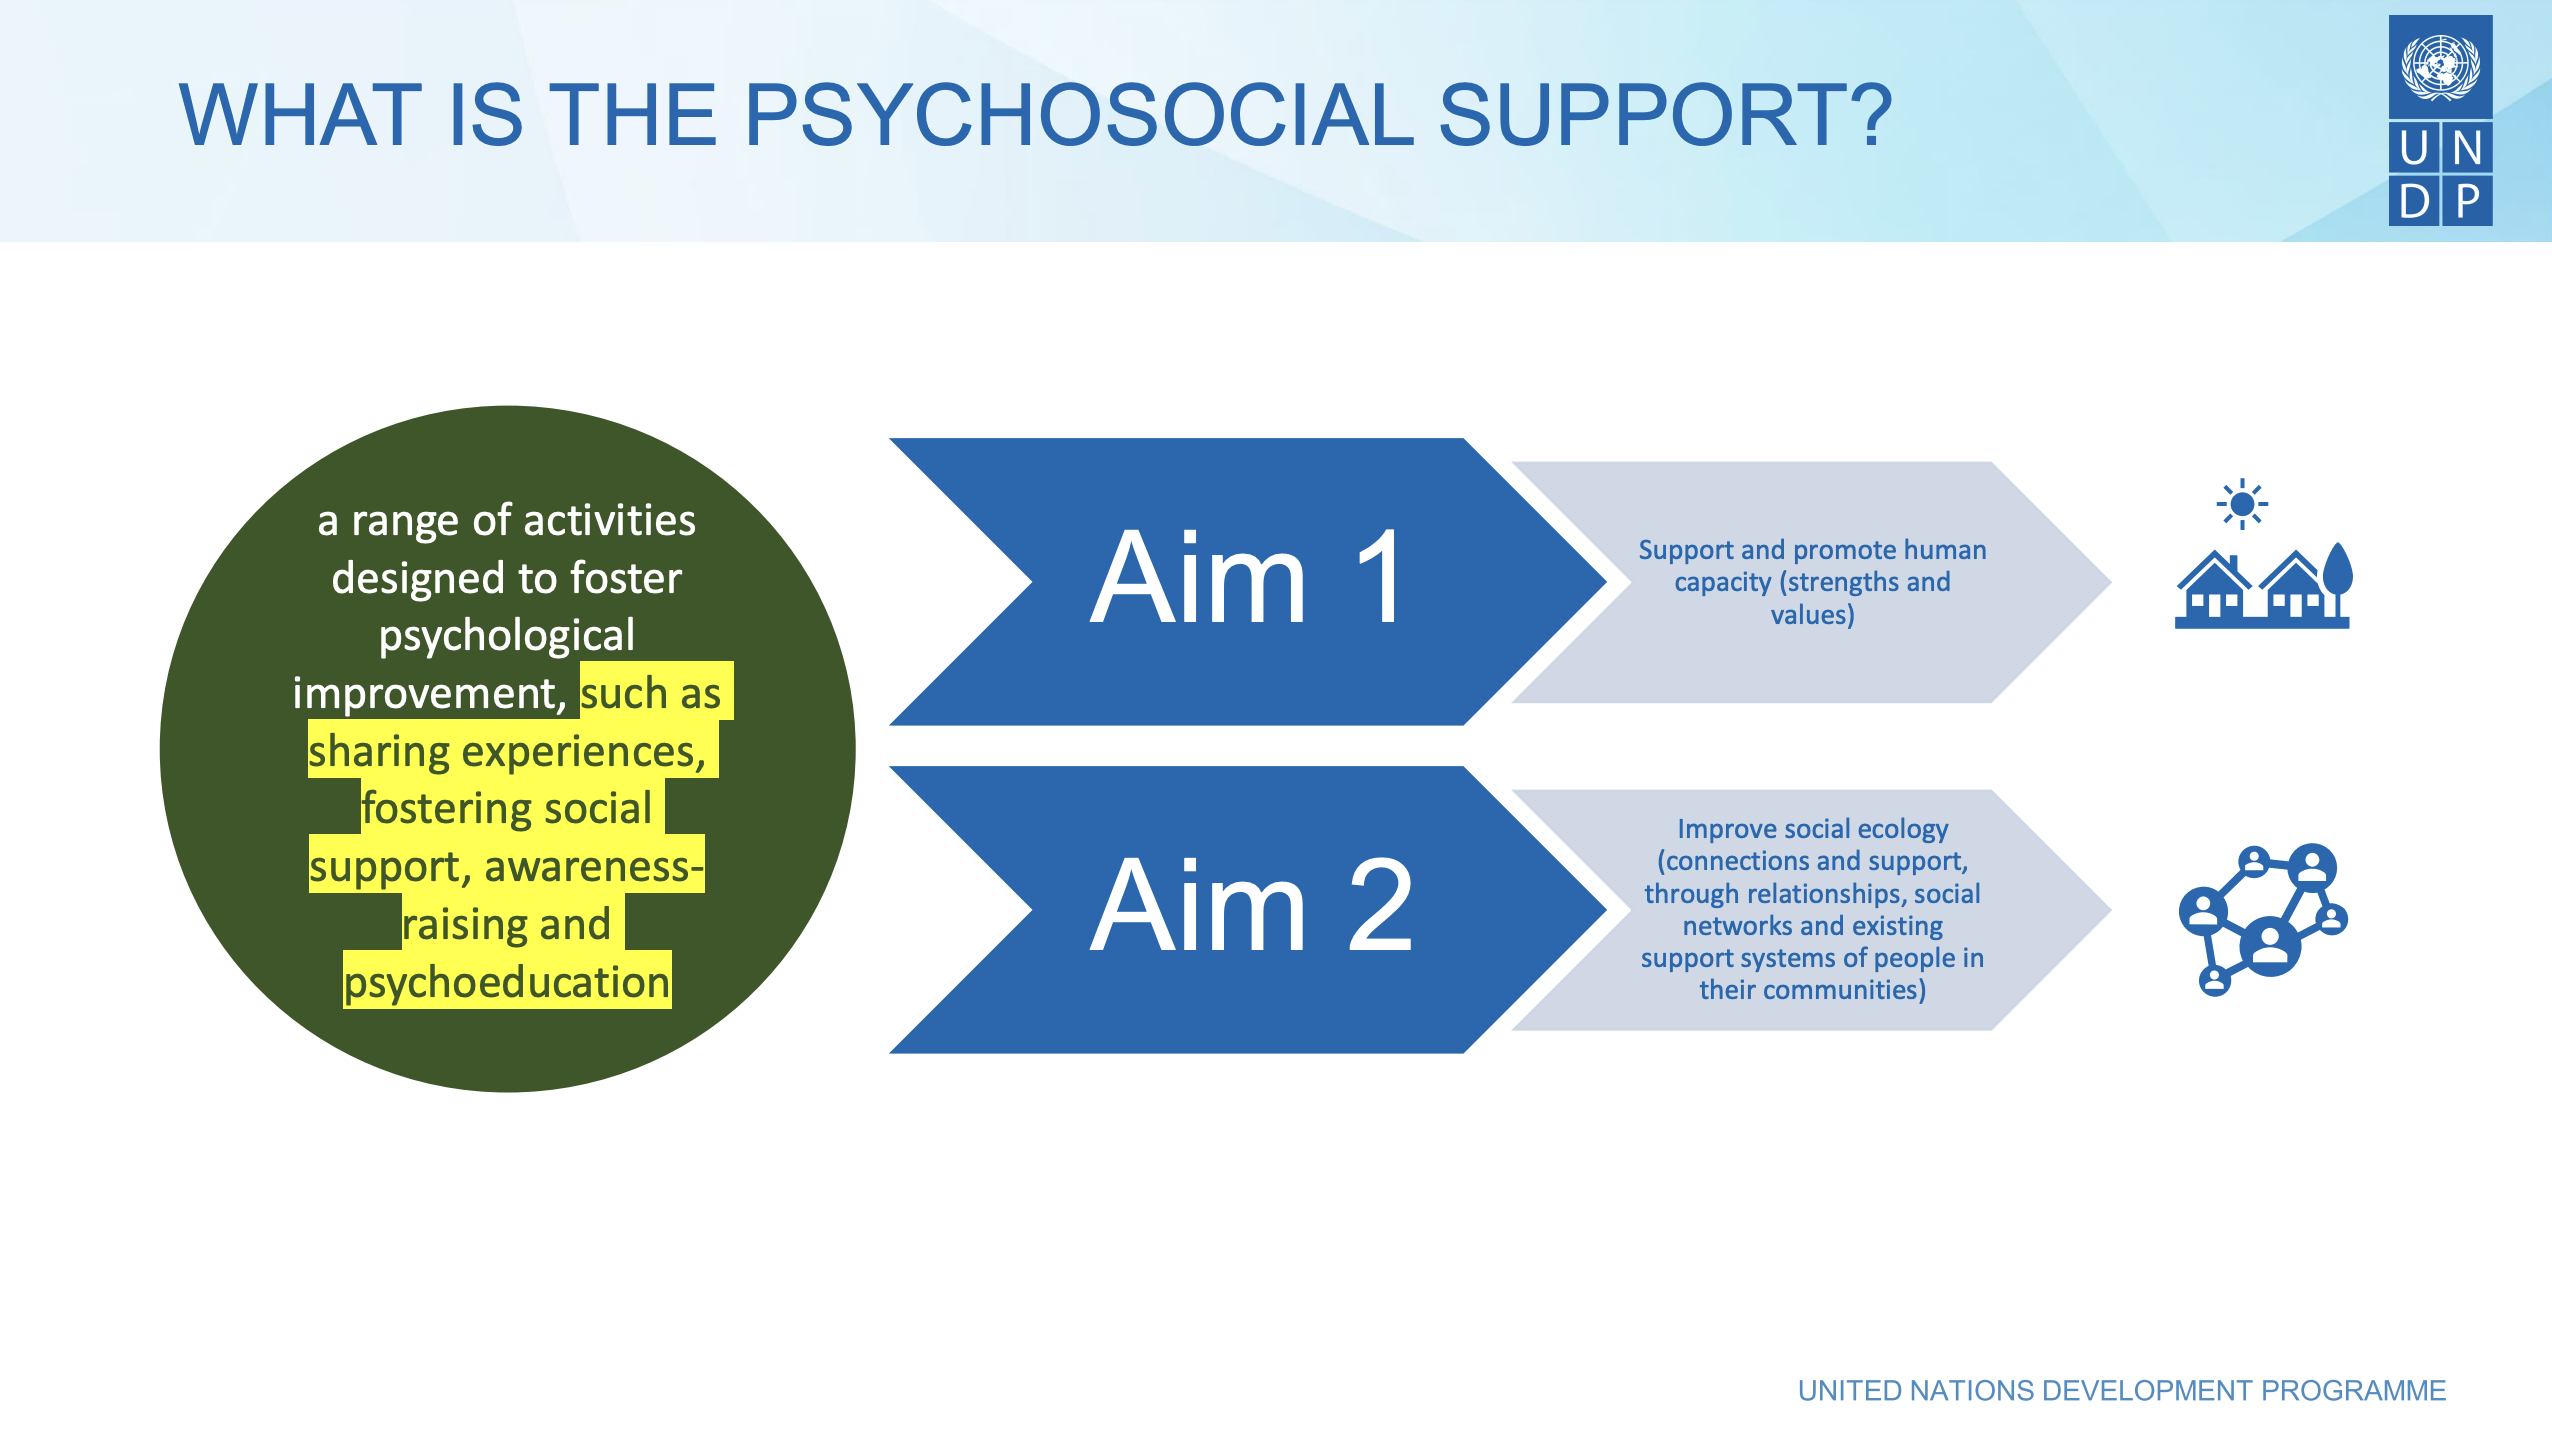 WHAT IS THE PSYCHOSOCIAL SUPPORT?
U N
D P
a range of activities
designed to foster
psychological
improvement, such as
sharing experiences,
fostering social
support, awareness-
raising and
psychoeducation
Aim 1
Support and promote human
capacity (strengths and
values)
Aim 2
Improve social ecology
(connections and support,
through relationships, social
networks and existing
support systems of people in
their communities)
UNITED NATIONS DEVELOPMENT PROGRAMME